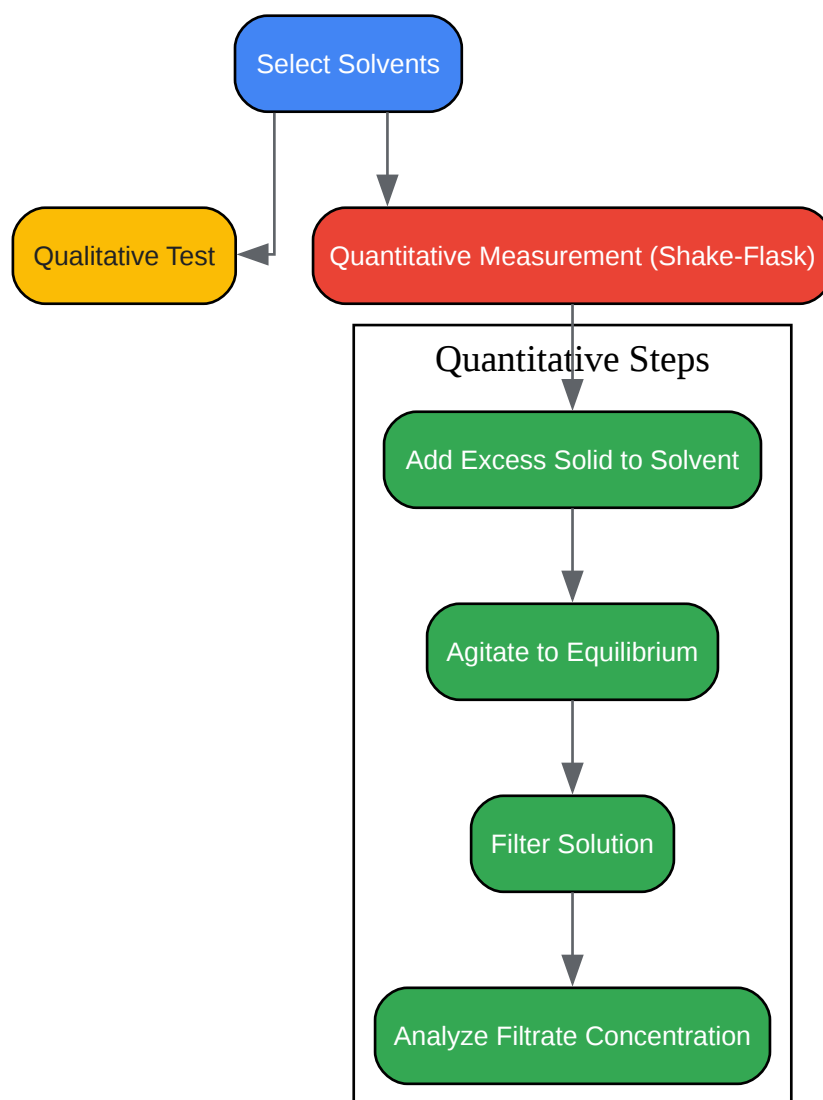 Select Solvents
Qualitative Test
Quantitative Measurement (Shake-Flask)
Quantitative Steps
Add Excess Solid to Solvent
Agitate to Equilibrium
Filter Solution
Analyze Filtrate Concentration